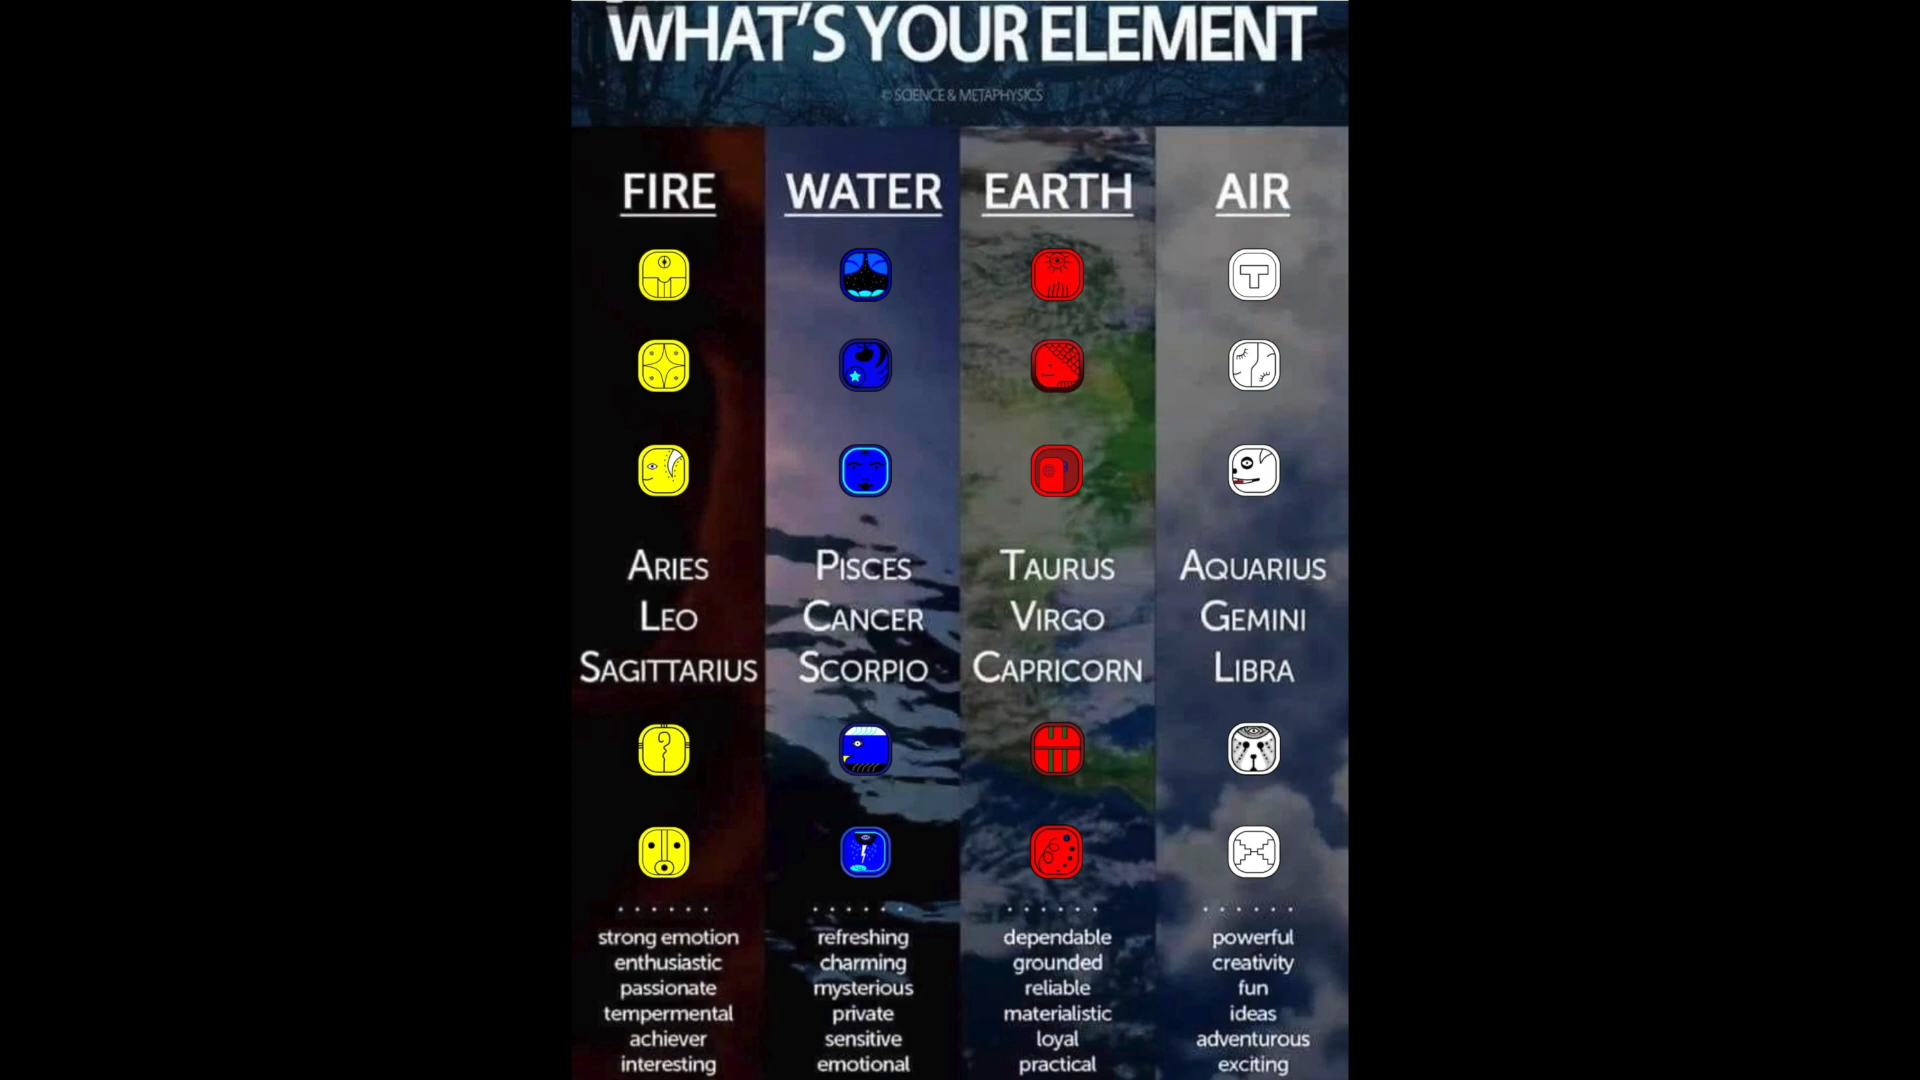 WHAT'S YOUR ELEMENT
© SCIENCE & METAPHYSICS
FIRE
WATER
EARTH
AIR
T
ARIES
LEO
SAGITTARIUS
PISCES
CANCER
SCORPIO
TAURUS
VIRGO
CAPRICORN
AQUARIUS
GEMINI
LIBRA
strong emotion
enthusiastic
passionate
tempermental
achiever
interesting
refreshing
charming
mysterious
private
sensitive
emotional
dependable
grounded
reliable
materialistic
loyal
practical
powerful
creativity
fun
ideas
adventurous
exciting